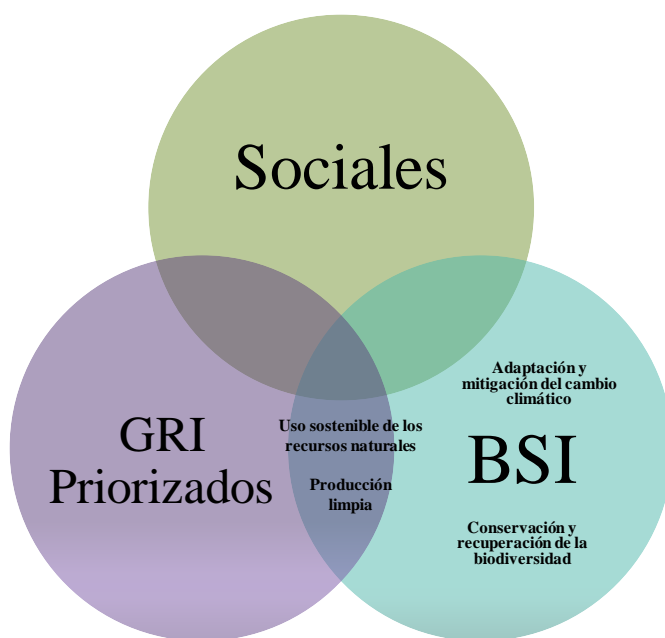 Sociales
GRI
Priorizados
Uso sostenible de los
recursos naturales
Producción
limpia
Adaptación y
mitigación del cambio
climático
BSI
Conservación y
recuperación de la
biodiversidad